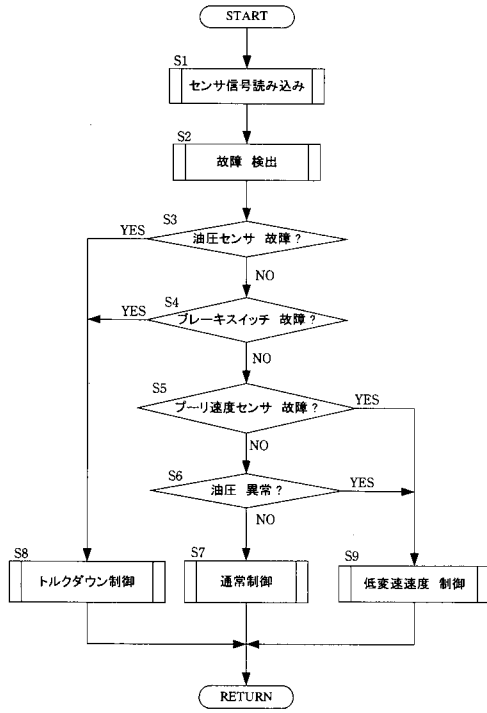 START
S1
センサ信号読み込み
S2
故障 検出
S3
YES
油圧センサ 故障?
NO
S4
YES
ブレーキスイッチ 故障?
NO
S5
YES
プーリ速度センサ 故障?
NO
S6
YES
油圧 異常?
NO
S8
トルクダウン制御
S7
通常制御
S9
低変速速度 制御
RETURN